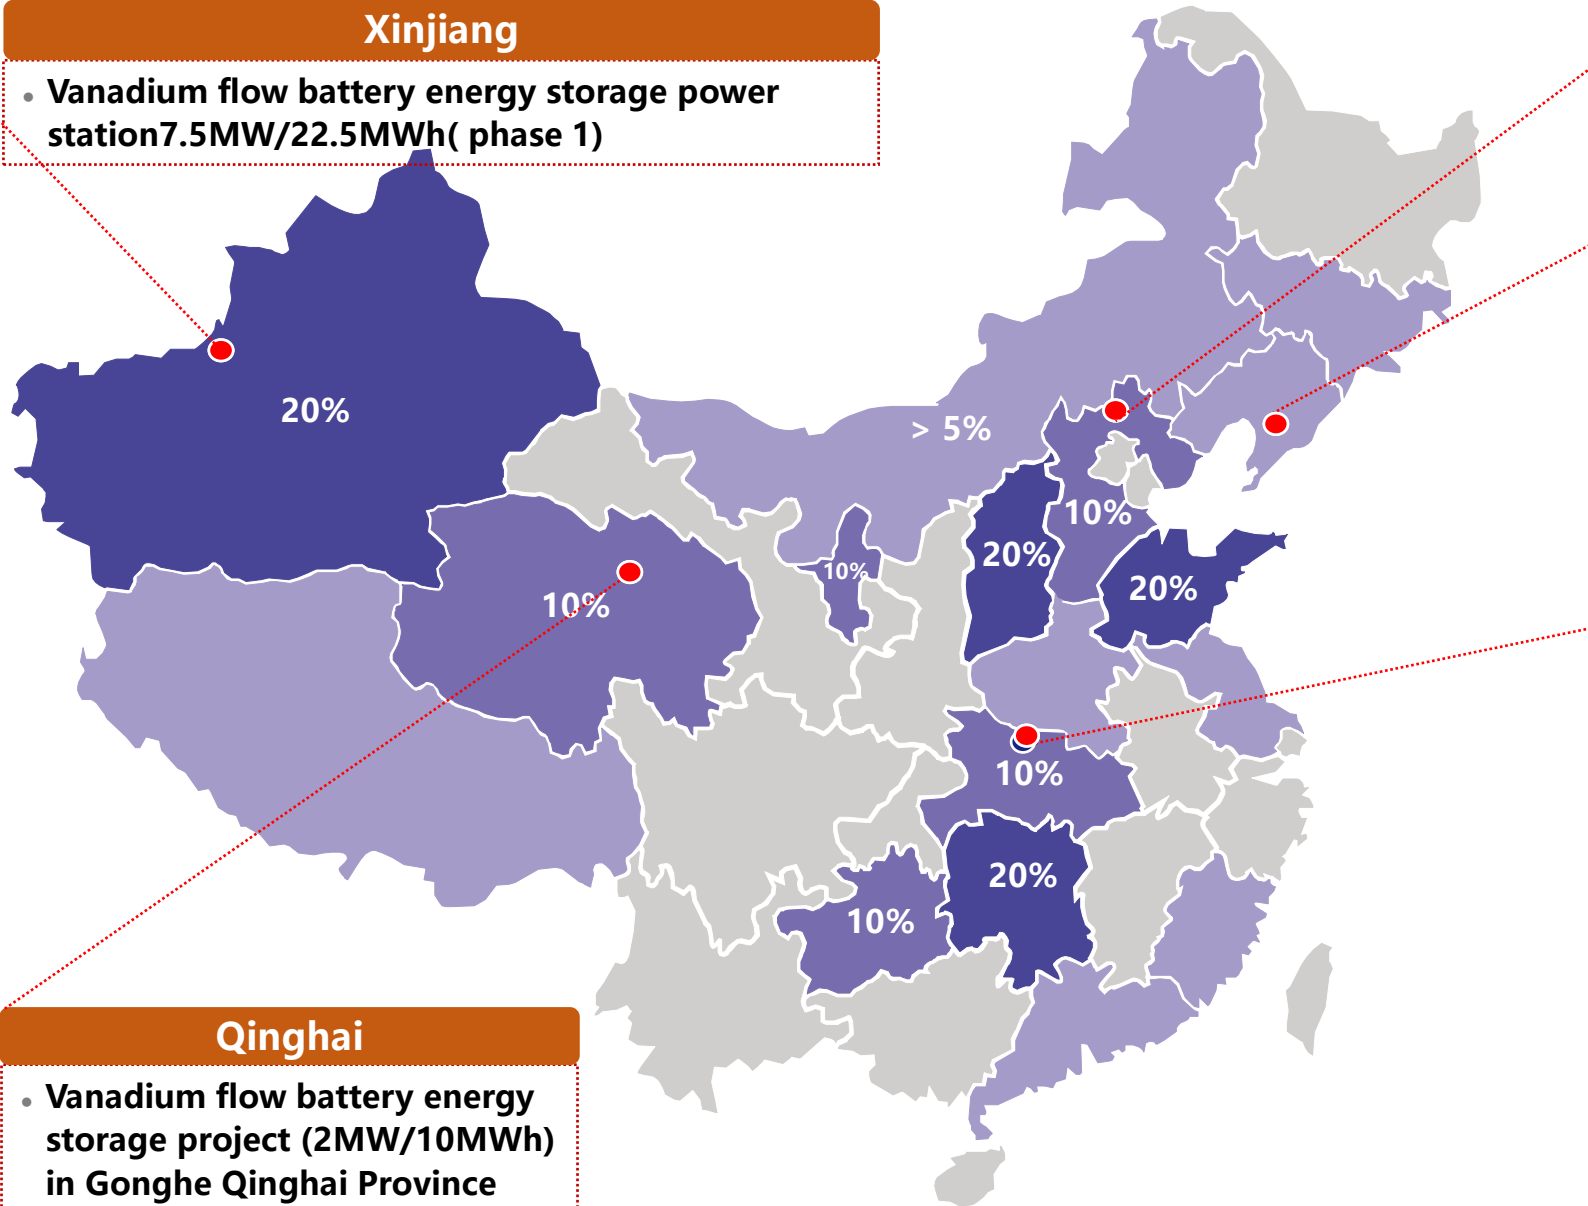 Xinjiang
• Vanadium flow battery energy storage power
station7.5MW/22.5MWh( phase 1)
20%
> 5%
10%
20%
10%
20%
10%
10%
20%
10%
Qinghai
• Vanadium flow battery energy
storage project (2MW/10MWh)
in Gonghe Qinghai Province